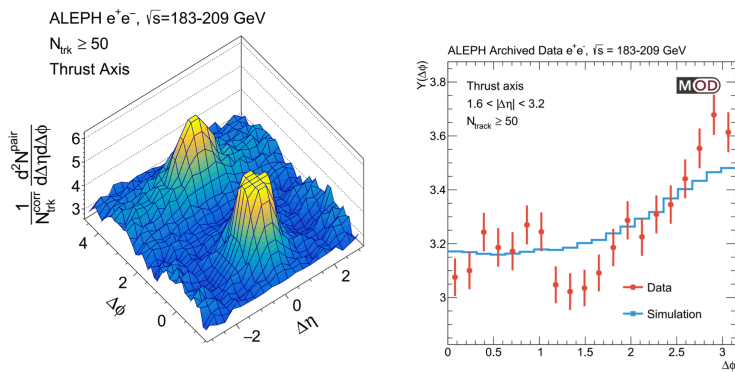 ALEPH e⁺e⁻, √s=183-209 GeV
N_trk ≥ 50
Thrust Axis
1/N_trk^corr d²N^pair/dΔηdΔφ
6
5
4
3
4
2
0
Δφ
−2
0
2
Δη
ALEPH Archived Data e⁺e⁻, √s = 183-209 GeV
Y(Δφ)
3.8
3.6
3.4
3.2
3
Thrust axis
1.6 < |Δη| < 3.2
N_track ≥ 50
MOD
Data
Simulation
0 0.5 1 1.5 2 2.5 3
Δφ